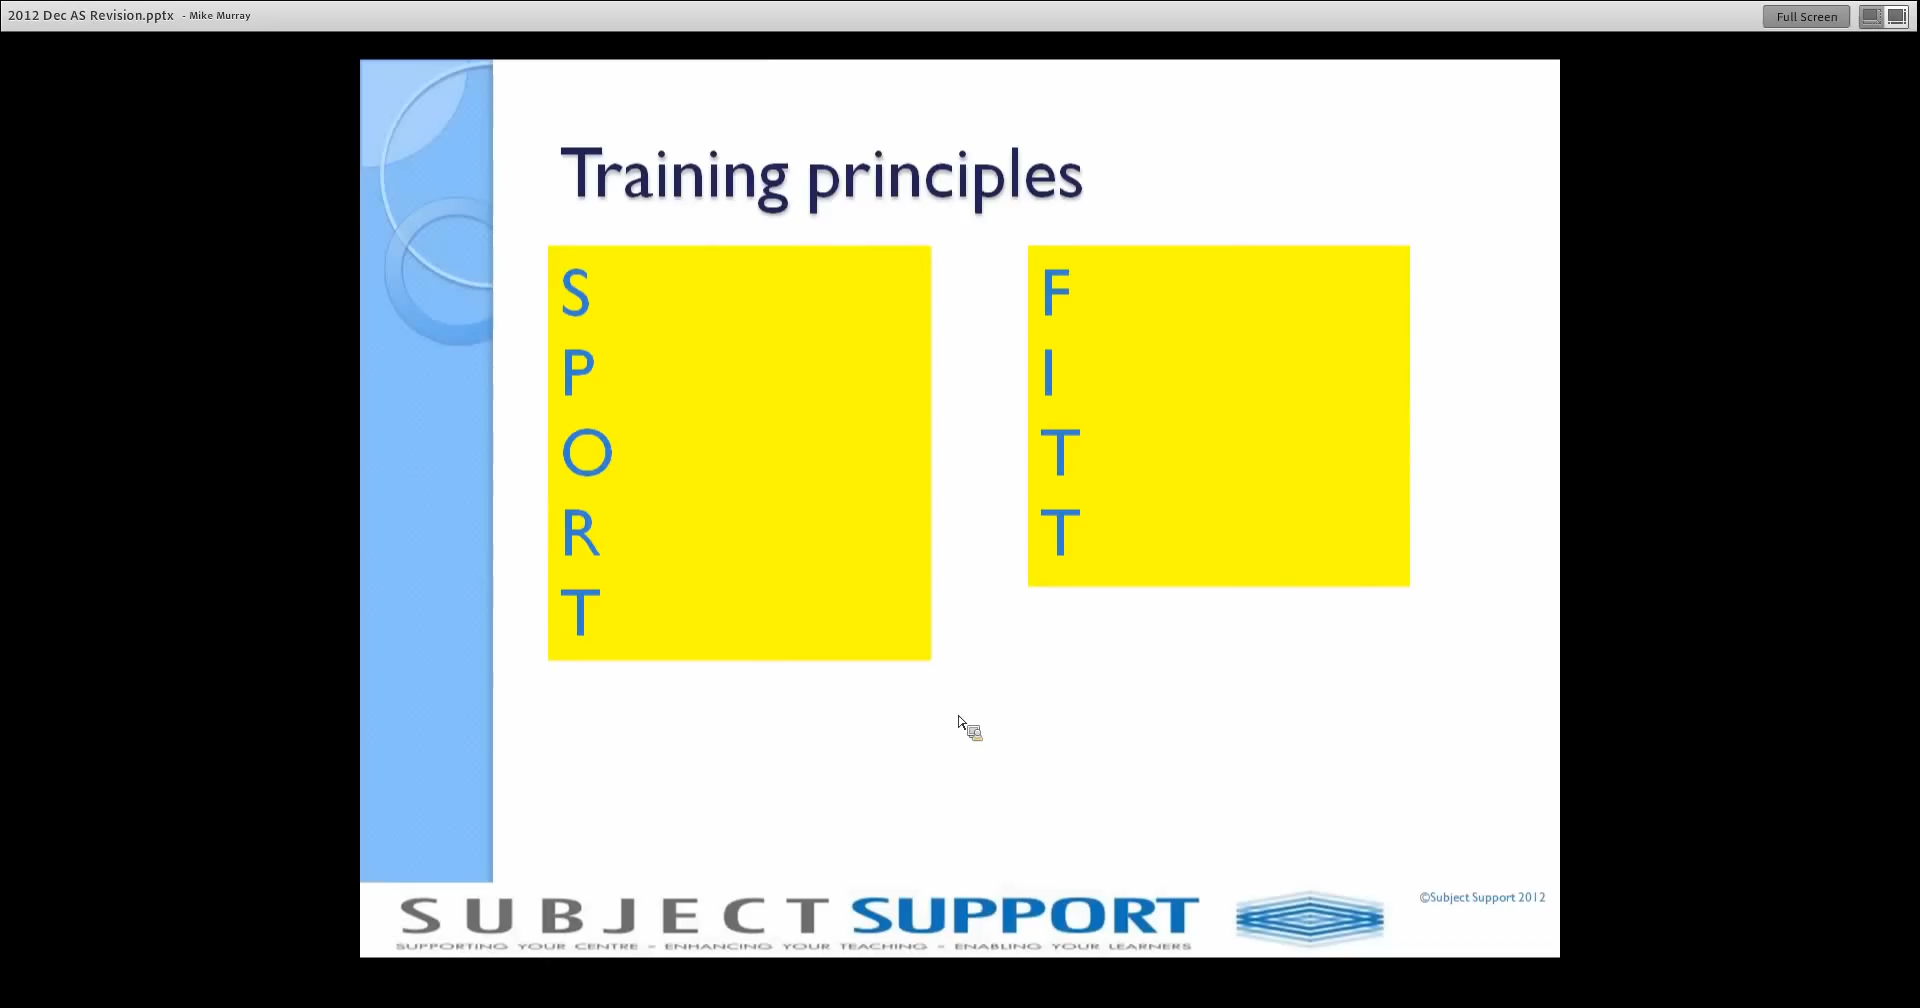 2012 Dec AS Revision.pptx - Mike Murray
Full Screen
Training principles
S
P
O
R
T
F
I
T
T
©Subject Support 2012
SUBJECT SUPPORT
SUPPORTING YOUR CENTRE – ENHANCING YOUR TEACHING – ENABLING YOUR LEARNERS